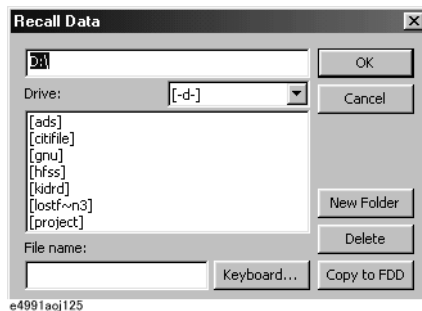 Recall Data
D:\
OK
Drive:
[-d-]
Cancel
[ads]
[citifile]
[gnu]
[hfss]
[kidrd]
[lostf~n3]
[project]
New Folder
Delete
File name:
Keyboard...
Copy to FDD
e4991aoj125